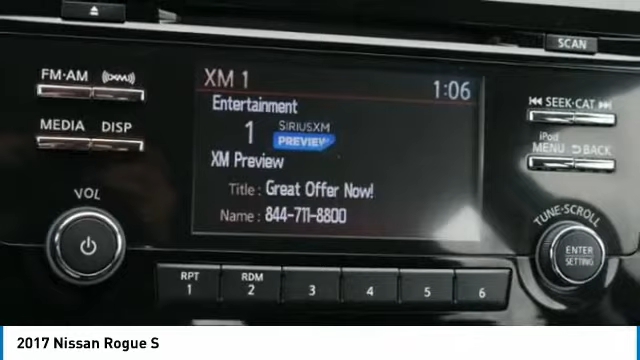 SCAN
FM·AM
((XM))
XM 1
1:06
SEEK·CAT
Entertainment
1
SIRIUSXM
PREVIEW
MEDIA
DISP
iPod
MENU
BACK
XM Preview
Title : Great Offer Now!
Name : 844-711-8800
VOL
TUNE·SCROLL
ENTER
SETTING
RPT
1
RDM
2
3
4
5
6
2017 Nissan Rogue S